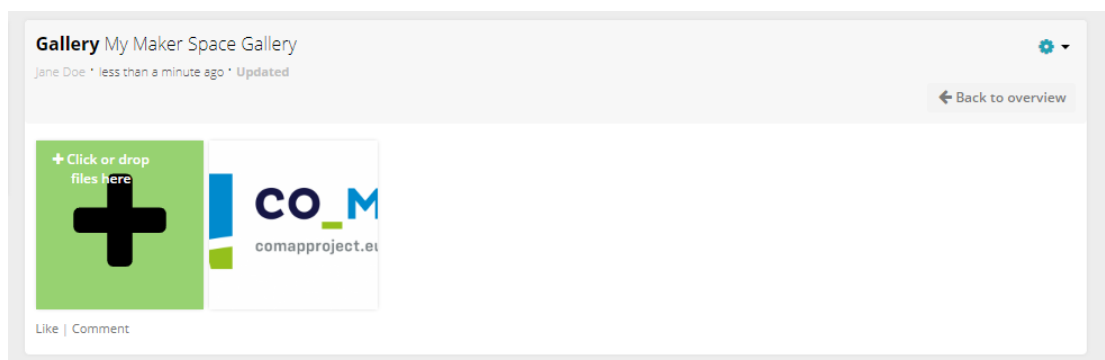 Gallery My Maker Space Gallery
Jane Doe · less than a minute ago · Updated
Back to overview
Click or drop
files here
CO_M
comapproject.eu
Like | Comment